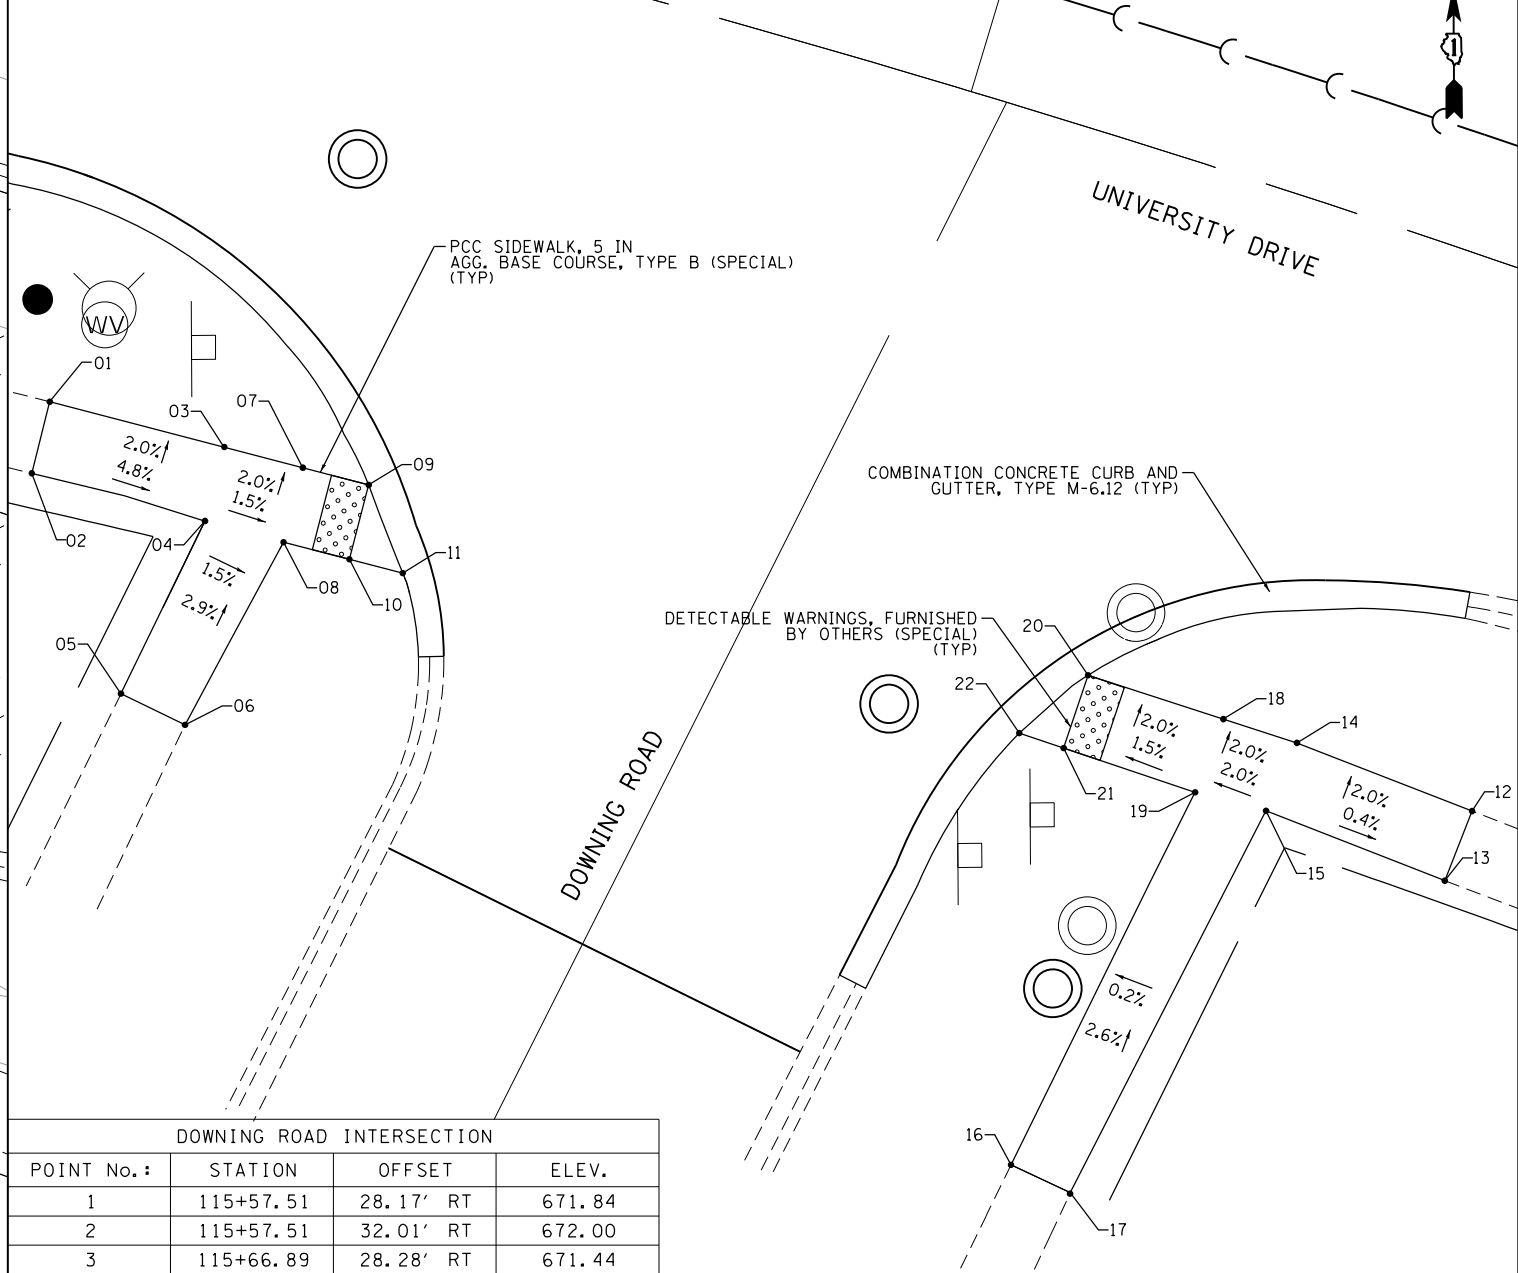 1
UNIVERSITY DRIVE
PCC SIDEWALK, 5 IN
AGG. BASE COURSE, TYPE B (SPECIAL)
(TYP)
WV
01
03
07
09
2.0%
4.8%
2.0%
1.5%
02
04
08
10
11
1.5%
2.9%
05
06
COMBINATION CONCRETE CURB AND
GUTTER, TYPE M-6.12 (TYP)
DETECTABLE WARNINGS, FURNISHED
BY OTHERS (SPECIAL)
(TYP)
20
22
18
14
2.0%
1.5%
2.0%
2.0%
2.0%
0.4%
12
21
19
13
15
DOWNING ROAD
0.2%
2.6%
16
17
DOWNING ROAD INTERSECTION
POINT No.: STATION OFFSET ELEV.
1 115+57.51 28.17' RT 671.84
2 115+57.51 32.01' RT 672.00
3 115+66.89 28.28' RT 671.44